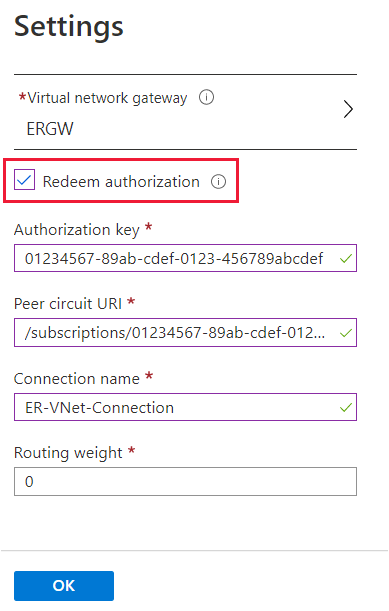 Settings
*Virtual network gateway
ERGW
Redeem authorization
Authorization key *
01234567-89ab-cdef-0123-456789abcdef
Peer circuit URI *
/subscriptions/01234567-89ab-cdef-012...
Connection name *
ER-VNet-Connection
Routing weight *
0
OK